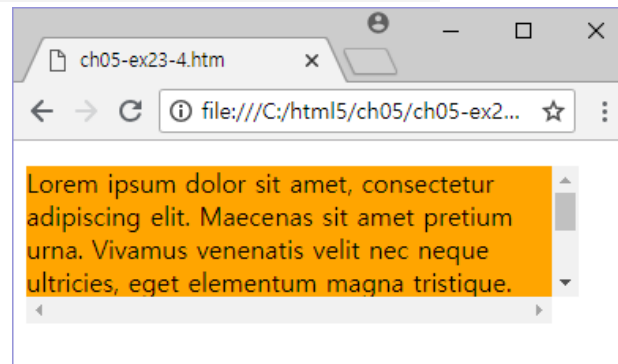 ch05-ex23-4.htm
file:///C:/html5/ch05/ch05-ex2...
Lorem ipsum dolor sit amet, consectetur
adipiscing elit. Maecenas sit amet pretium
urna. Vivamus venenatis velit nec neque
ultricies, eget elementum magna tristique.